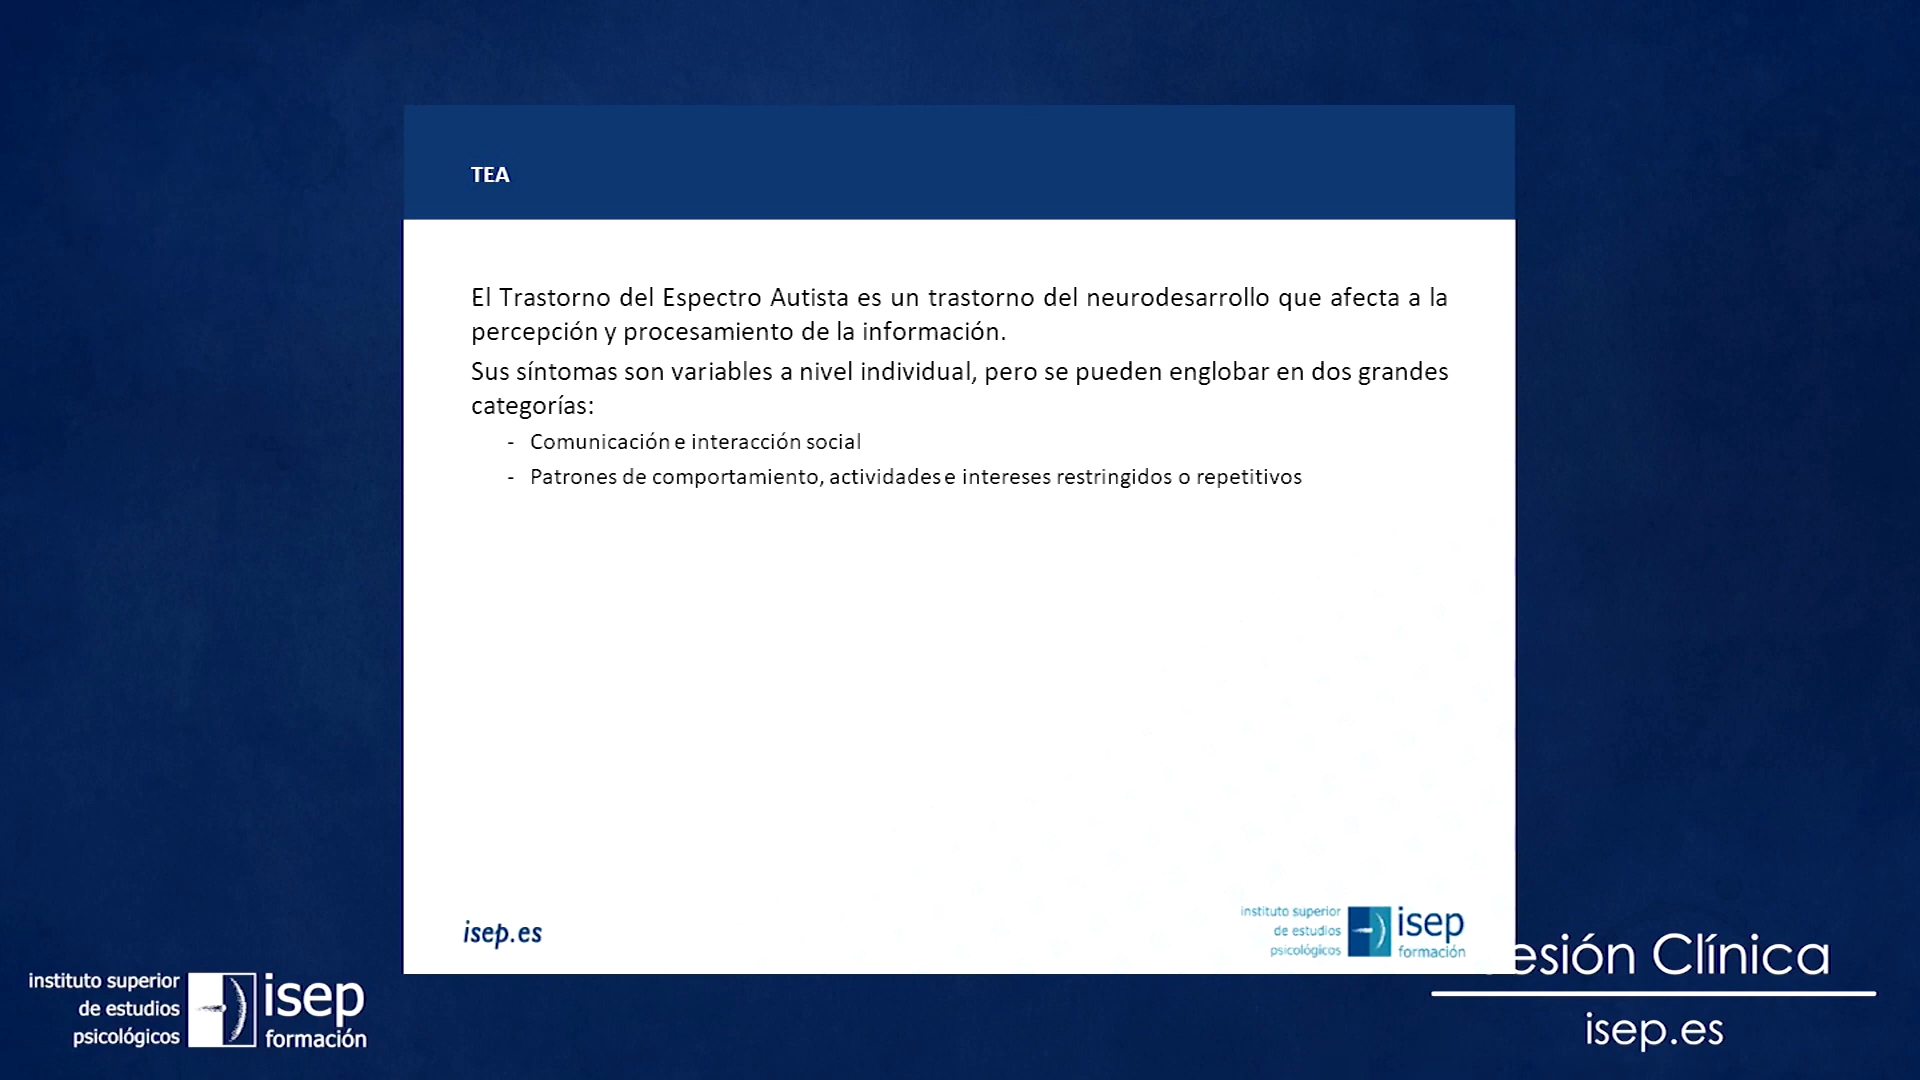 TEA
El Trastorno del Espectro Autista es un trastorno del neurodesarrollo que afecta a la
percepción y procesamiento de la información.
Sus síntomas son variables a nivel individual, pero se pueden englobar en dos grandes
categorías:
- Comunicación e interacción social
- Patrones de comportamiento, actividades e intereses restringidos o repetitivos
isep.es
instituto superior
de estudios
psicológicos
isep
formación
instituto superior
de estudios
psicológicos
isep
formación
Clínica
isep.es